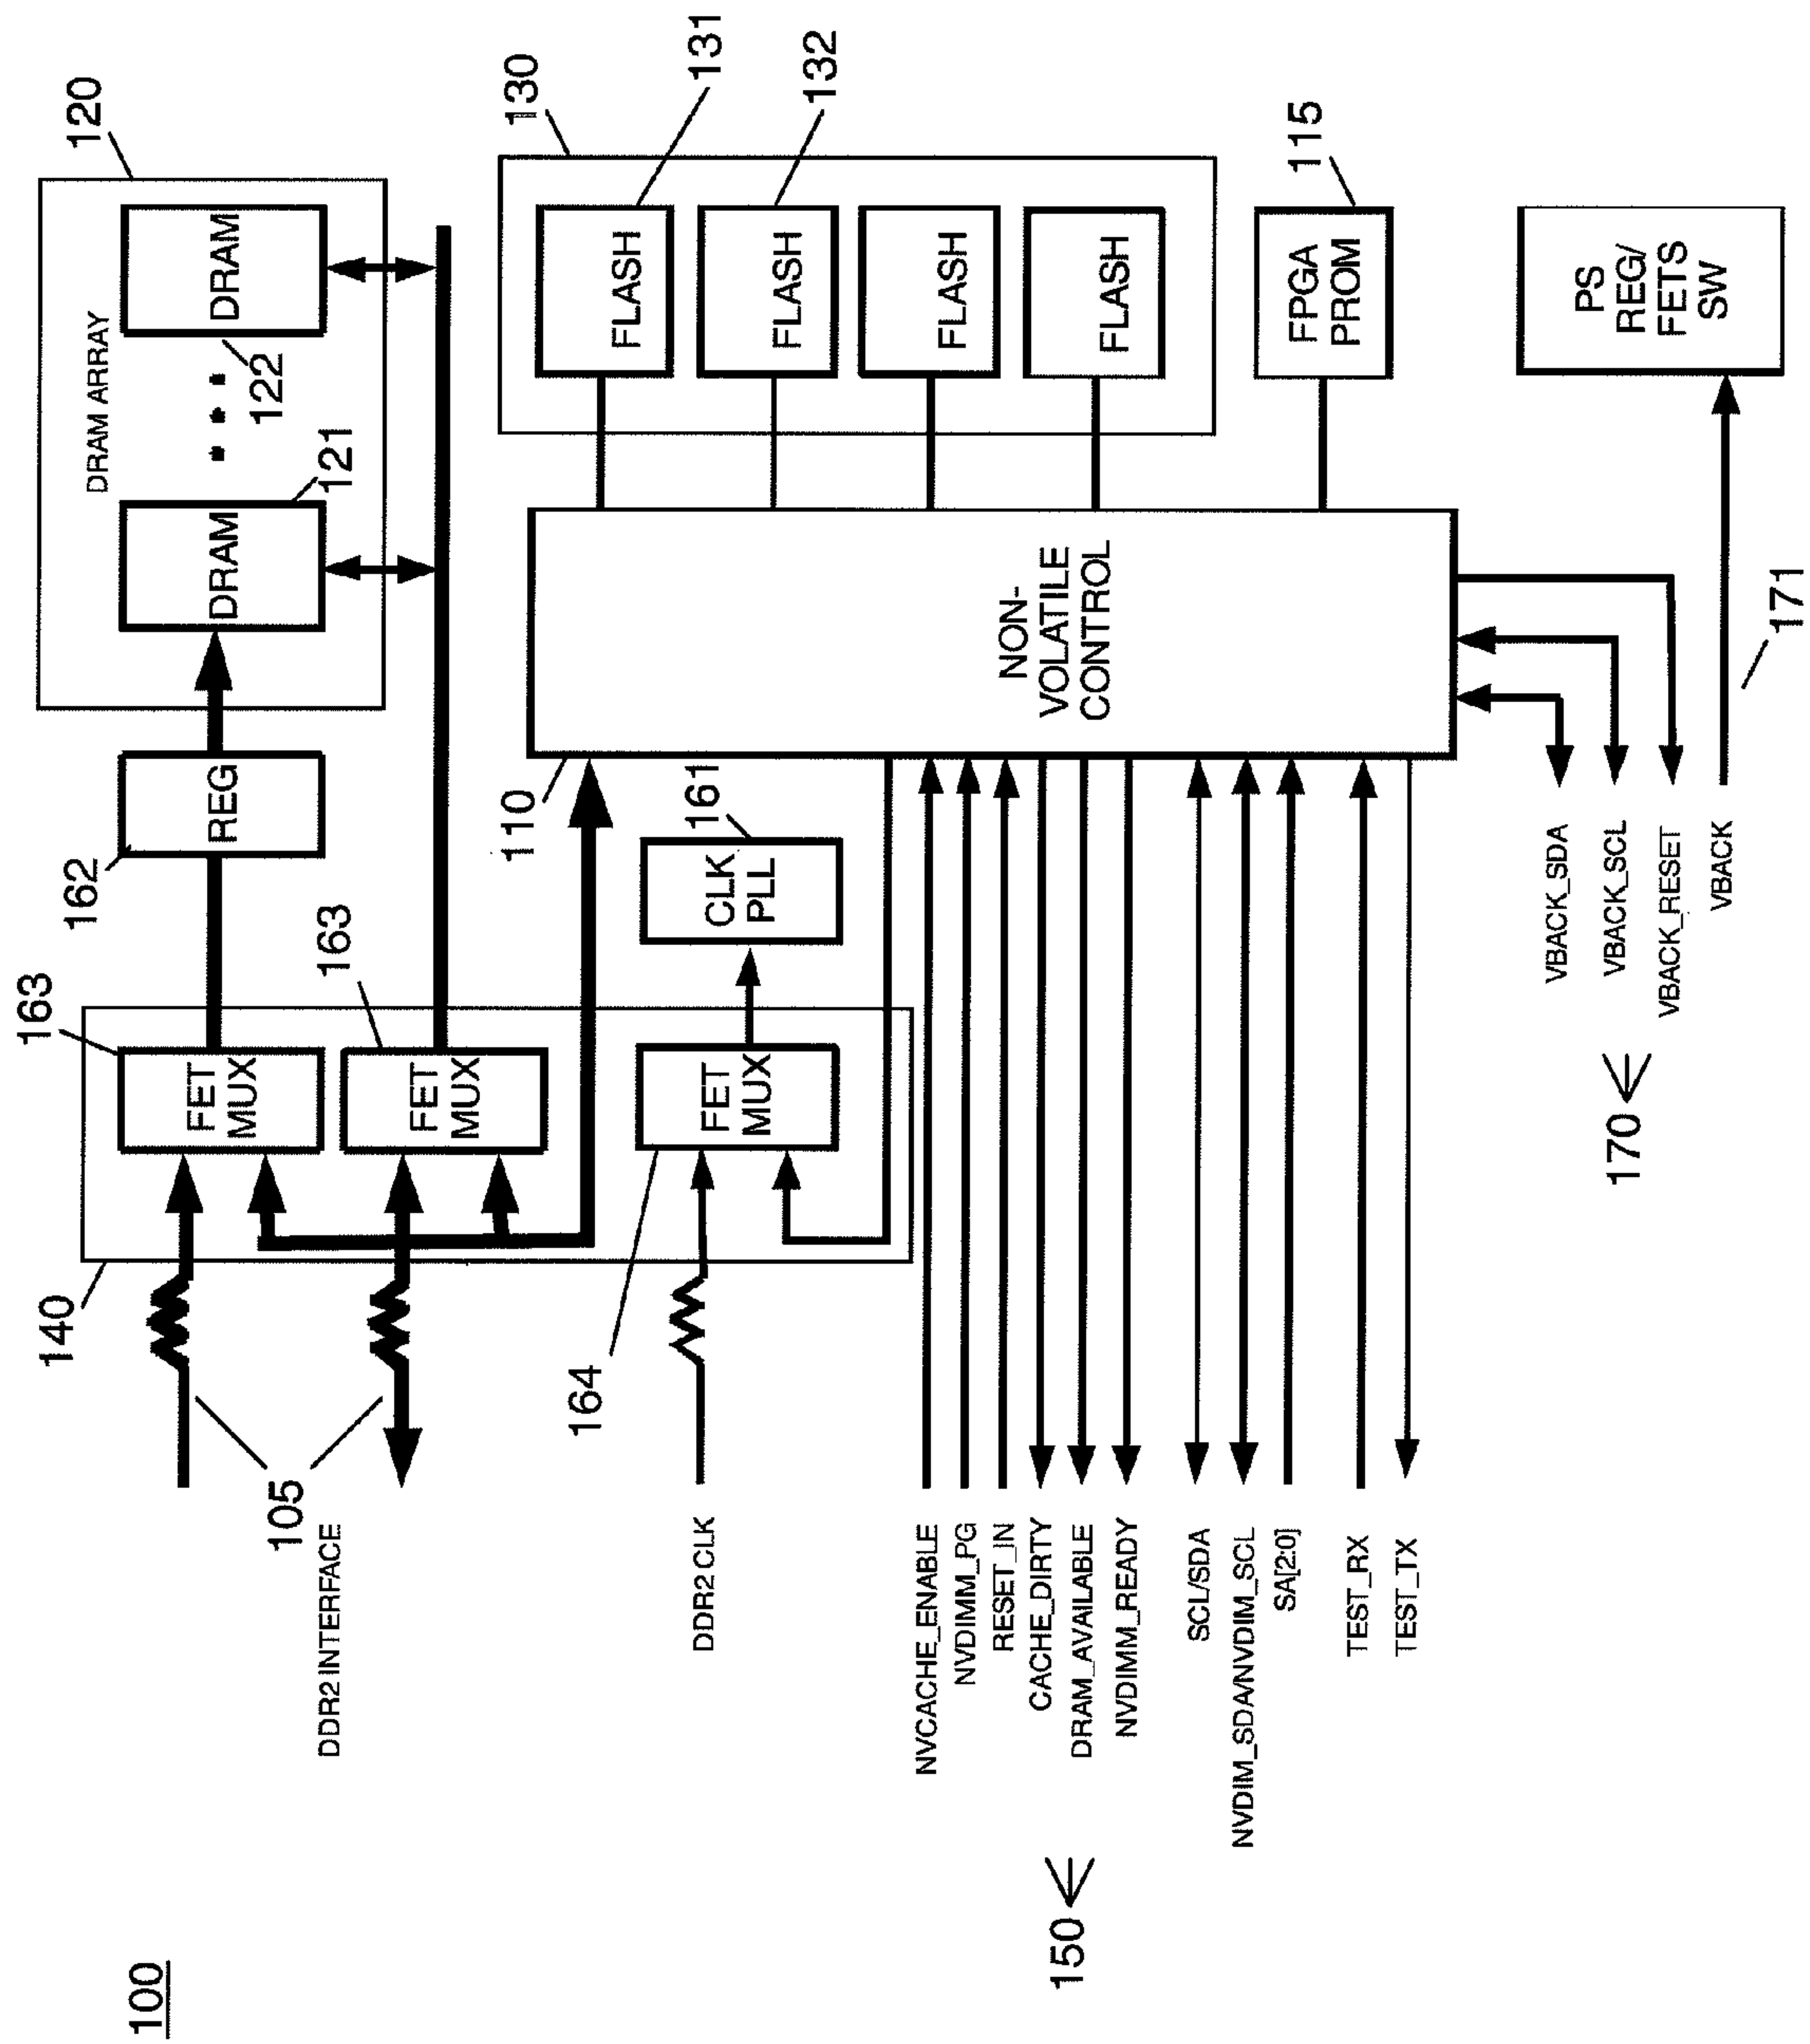 100
140
163
FET
MUX
162
REG
120
DRAM ARRAY
DRAM
121
DRAM
122
105
DDR2 INTERFACE
163
FET
MUX
164
DDR2 CLK
FET
MUX
161
CLK
PLL
110
NON-
VOLATILE
CONTROL
130
131
FLASH
132
FLASH
FLASH
FLASH
115
FPGA
PROM
150
NVCACHE_ENABLE
NVDIMM_PG
RESET_IN
CACHE_DIRTY
DRAM_AVAILABLE
NVDIMM_READY
SCL/SDA
NVDIM_SDA/NVDIM_SCL
SA[2:0]
TEST_RX
TEST_TX
170
VBACK_SDA
VBACK_SCL
VBACK_RESET
VBACK
171
PS
REG/
FETS
SW